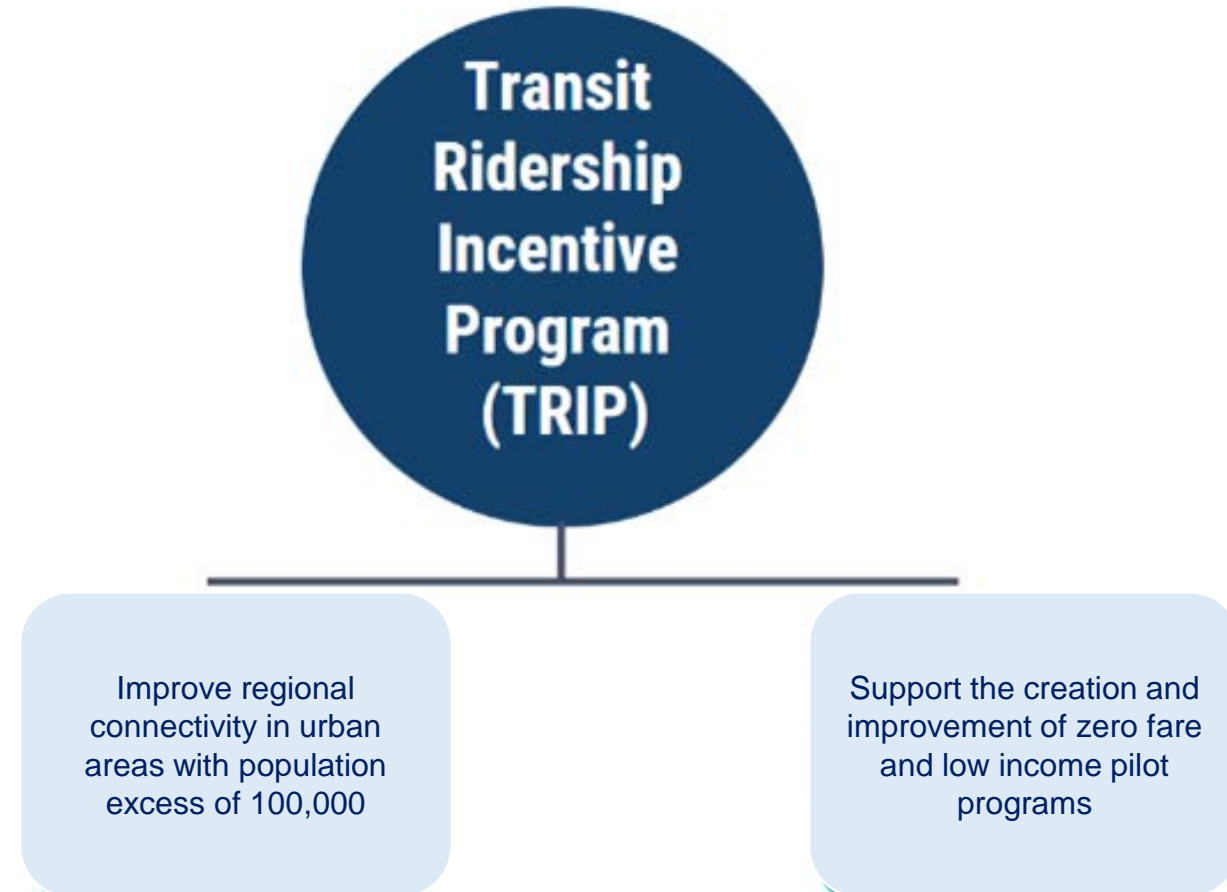 Transit
Ridership
Incentive
Program
(TRIP)
Improve regional
connectivity in urban
areas with population
excess of 100,000
Support the creation and
improvement of zero fare
and low income pilot
programs